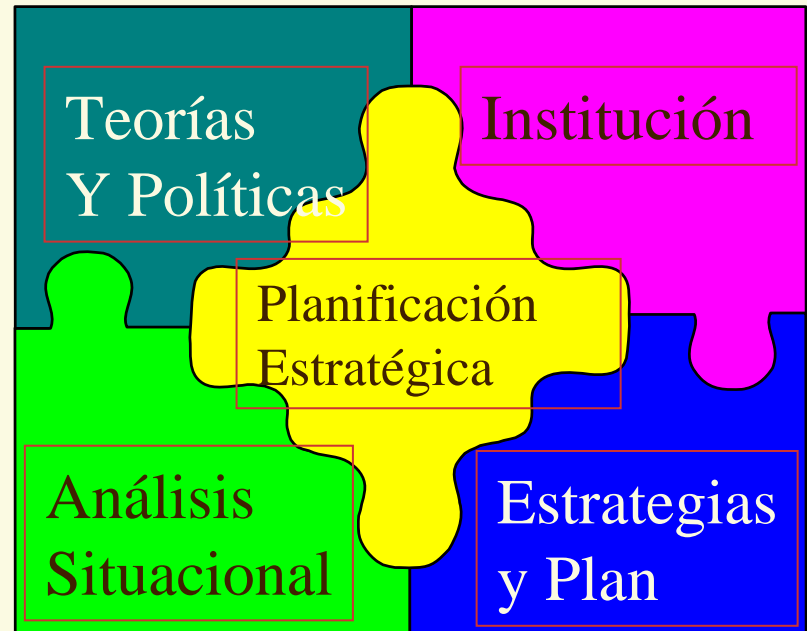 Teorías
Y Políticas
Institución
Planificación
Estratégica
Análisis
Situacional
Estrategias
y Plan